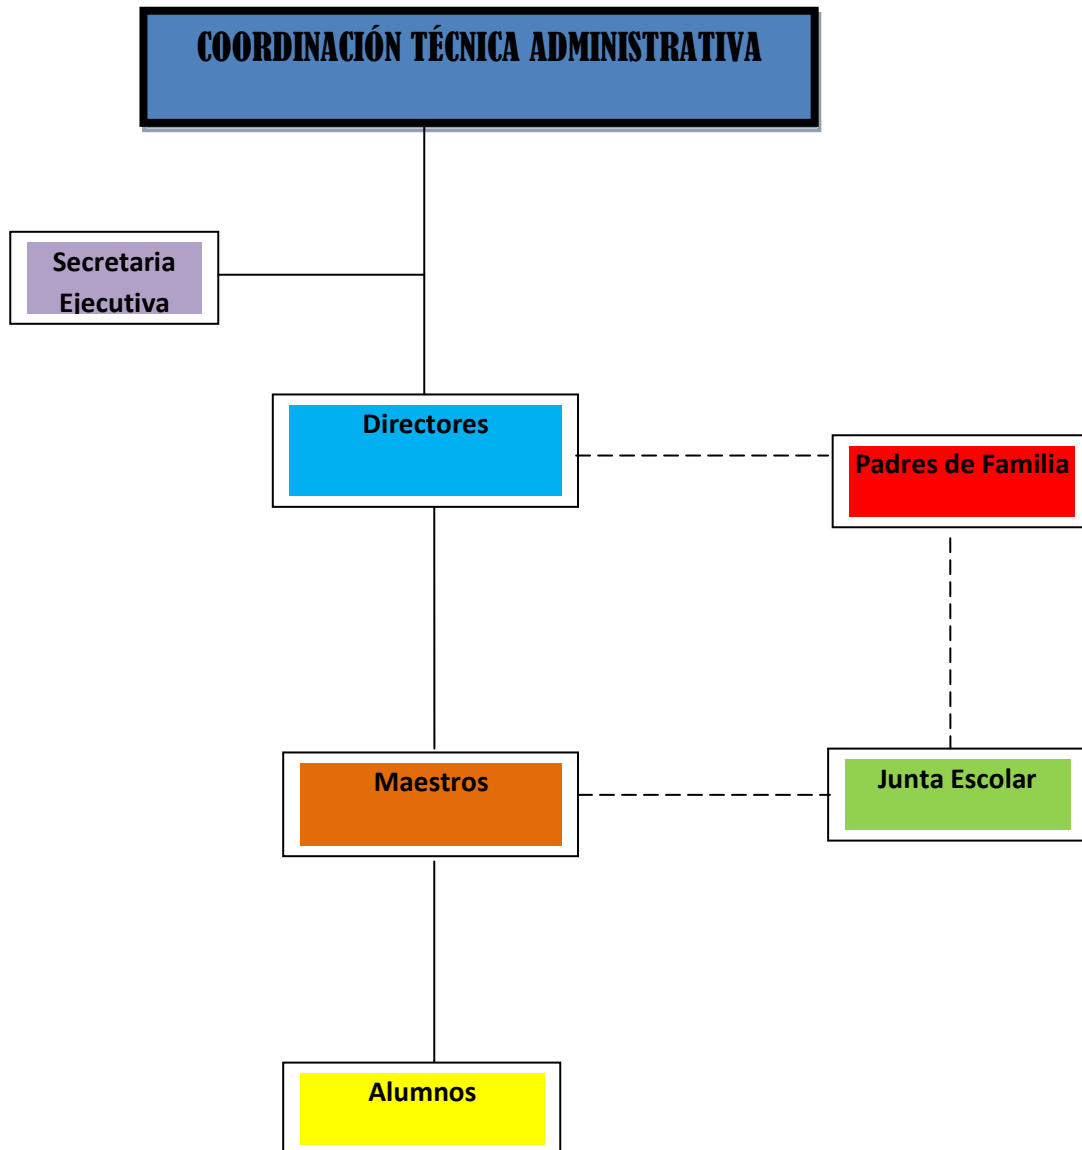 COORDINACIÓN TÉCNICA ADMINISTRATIVA
Secretaria
Ejecutiva
Directores
Padres de Familia
Maestros
Junta Escolar
Alumnos